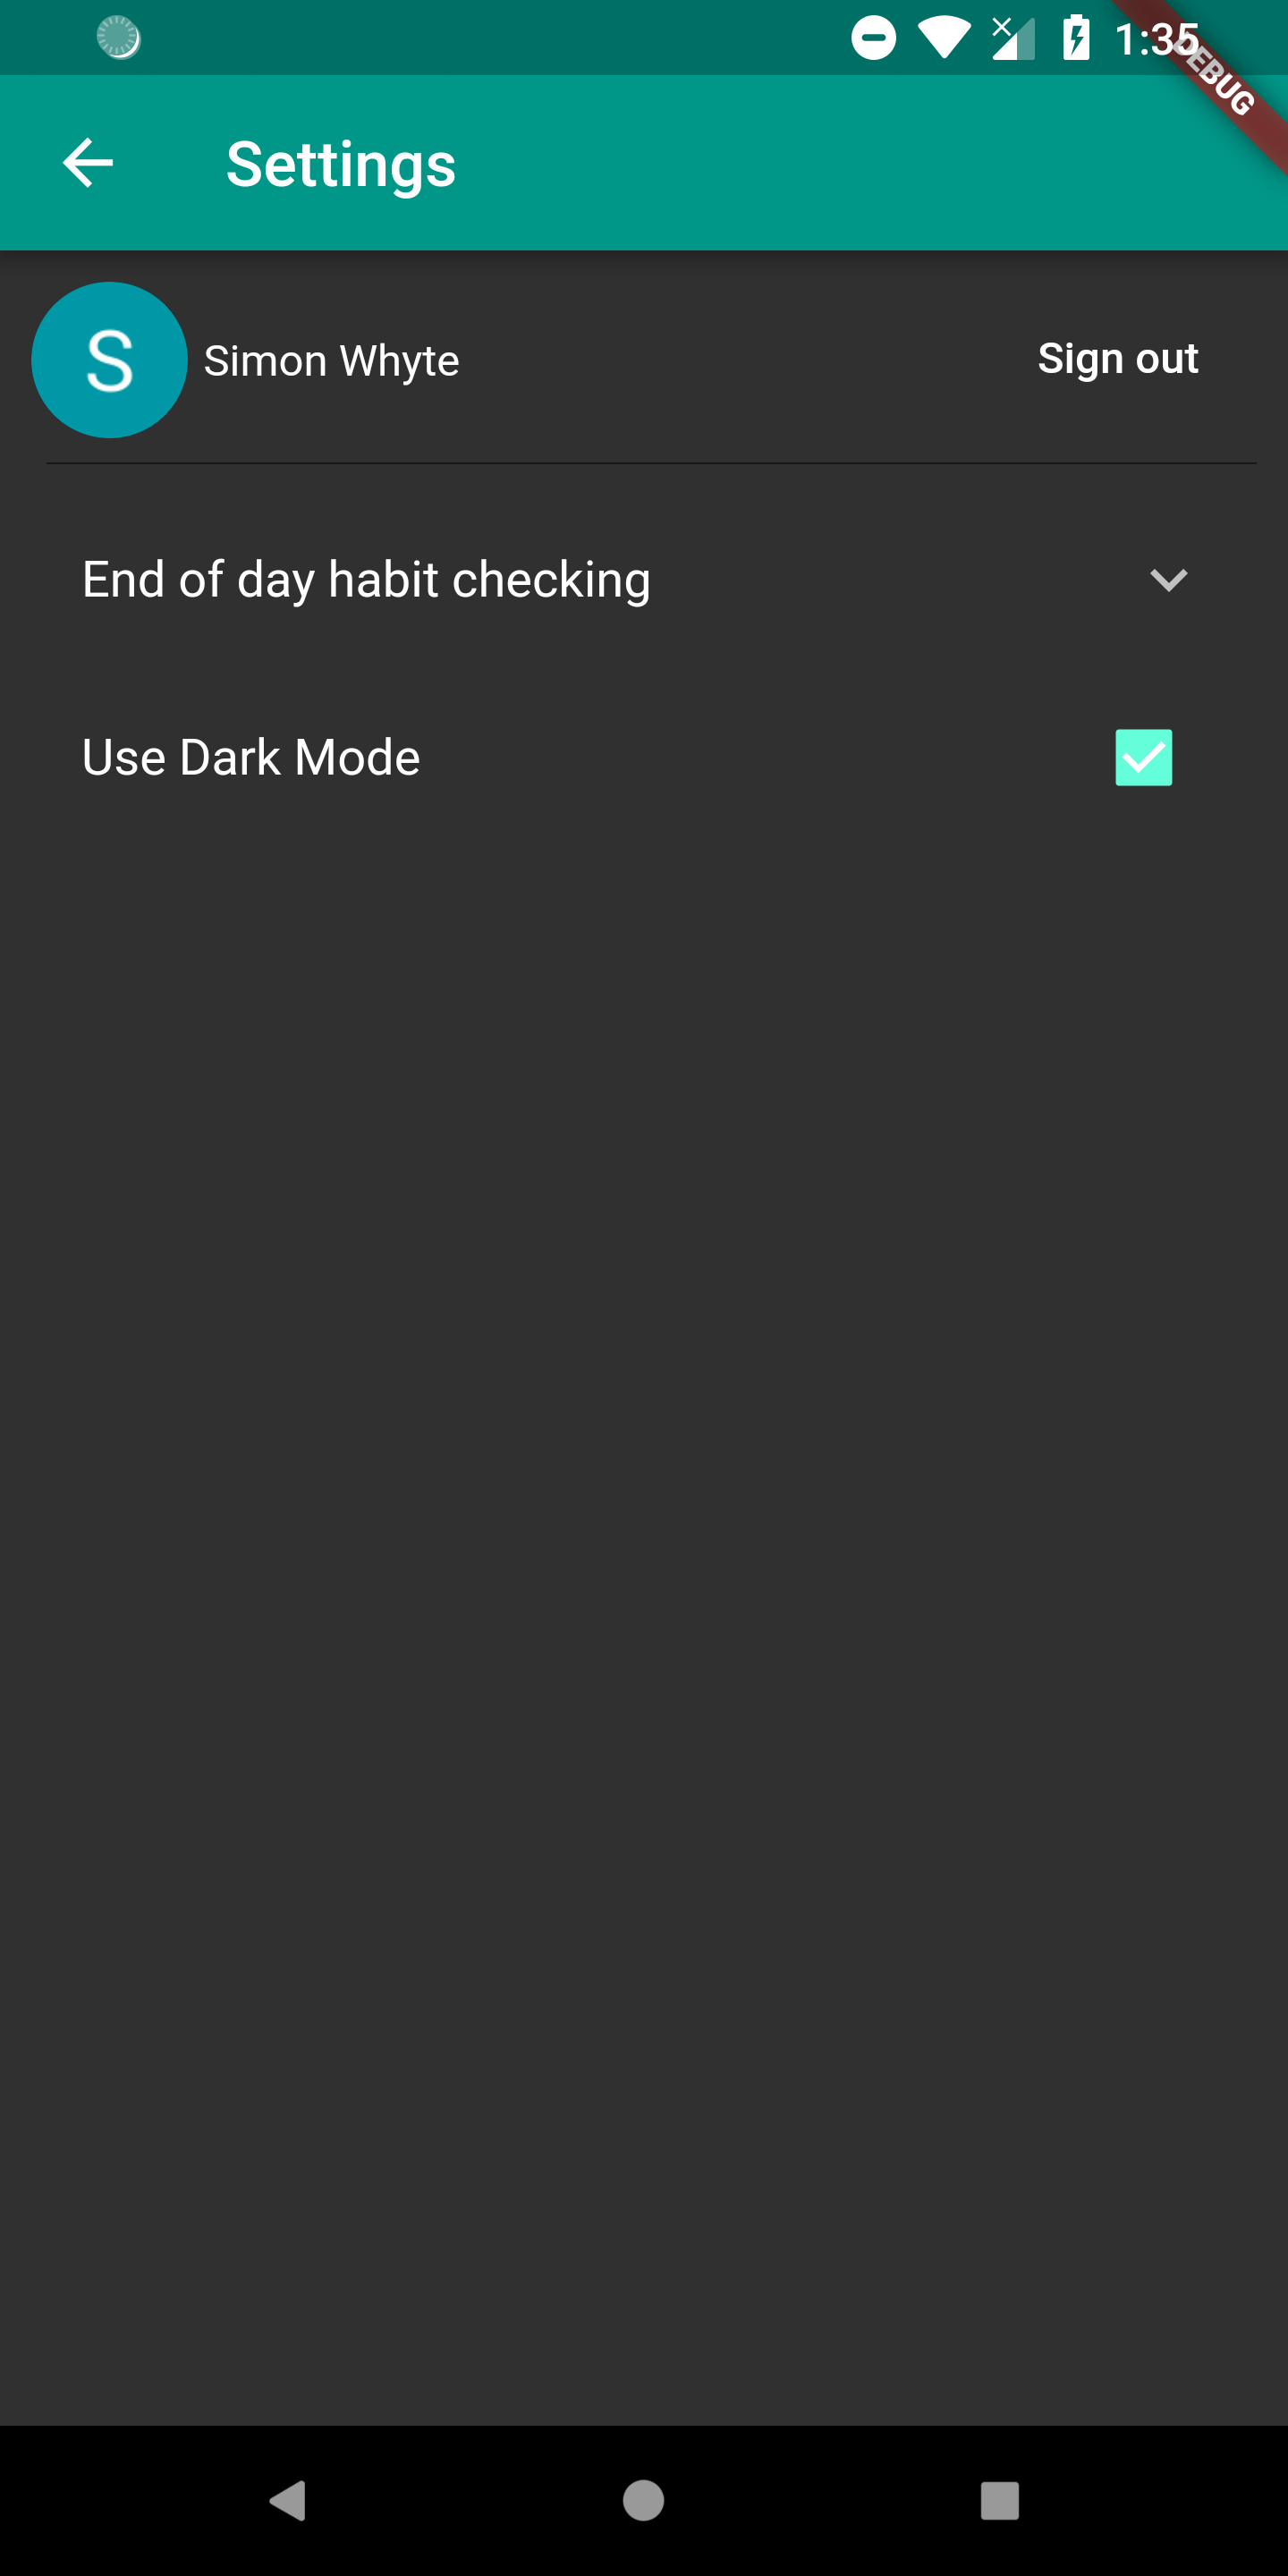 1:35
DEBUG
Settings
S
Simon Whyte
Sign out
End of day habit checking
Use Dark Mode